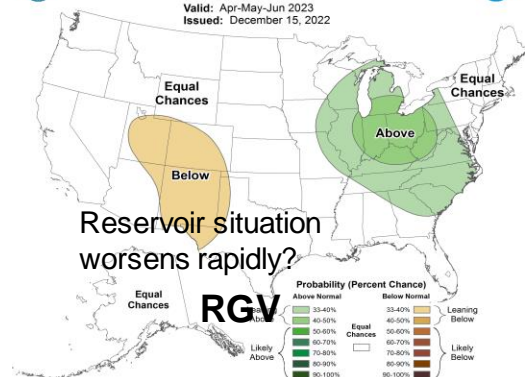 Valid: Apr-May-Jun 2023
Issued: December 15, 2022
Equal
Chances
Equal
Chances
Above
Below
Reservoir situation
worsens rapidly?
Equal
Chances
RGV
Probability (Percent Chance)
Above Normal
Below Normal
Leaning
Above
33-40%
40-50%
50-60%
60-70%
70-80%
80-90%
90-100%
Likely
Above
Equal
Chances
33-40%
40-50%
50-60%
60-70%
70-80%
80-90%
90-100%
Leaning
Below
Likely
Below